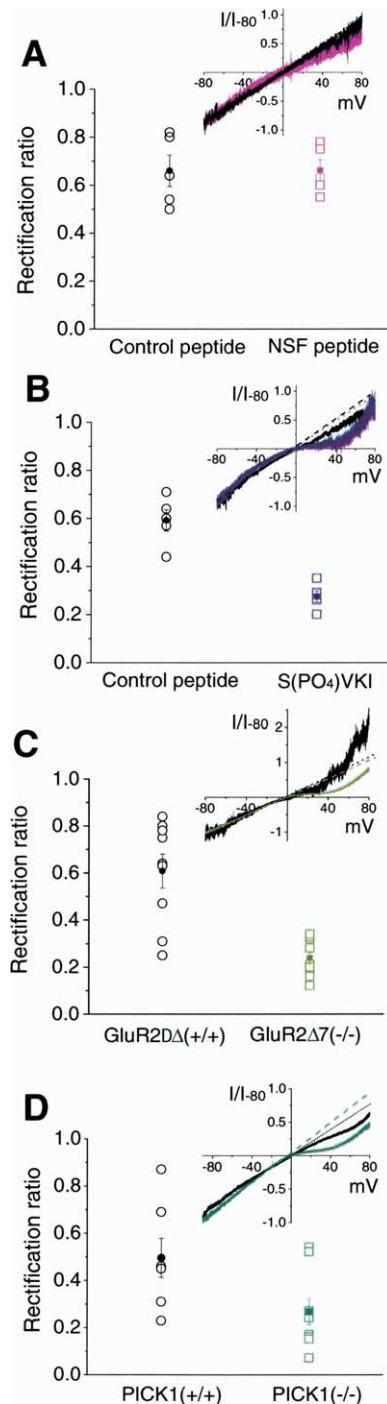 A
I/I-80
1.0
0.5
-80 -40 40 80
mV
-0.5
-1.0
Rectification ratio
1.0
0.8
0.6
0.4
0.2
0.0
Control peptide NSF peptide
B
I/I-80
1.0
0.5
-80 -40 40 80
mV
-0.5
-1.0
Rectification ratio
1.0
0.8
0.6
0.4
0.2
0.0
Control peptide S(PO4)VKI
C
I/I-80
2
1
-80 -40 40 80
mV
-1
Rectification ratio
1.0
0.8
0.6
0.4
0.2
0.0
GluR2DΔ(+/+) GluR2Δ7(-/-)
D
I/I-80
1.0
0.5
-80 -40 40 80
mV
-0.5
-1.0
Rectification ratio
1.0
0.8
0.6
0.4
0.2
0.0
PICK1(+/+) PICK1(-/-)